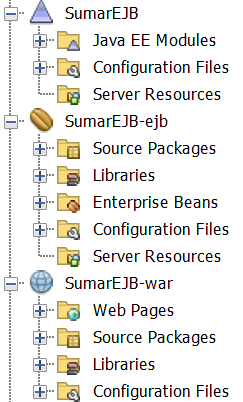 SumarEJB
Java EE Modules
Configuration Files
Server Resources
SumarEJB-ejb
Source Packages
Libraries
Enterprise Beans
Configuration Files
Server Resources
SumarEJB-war
Web Pages
Source Packages
Libraries
Configuration Files